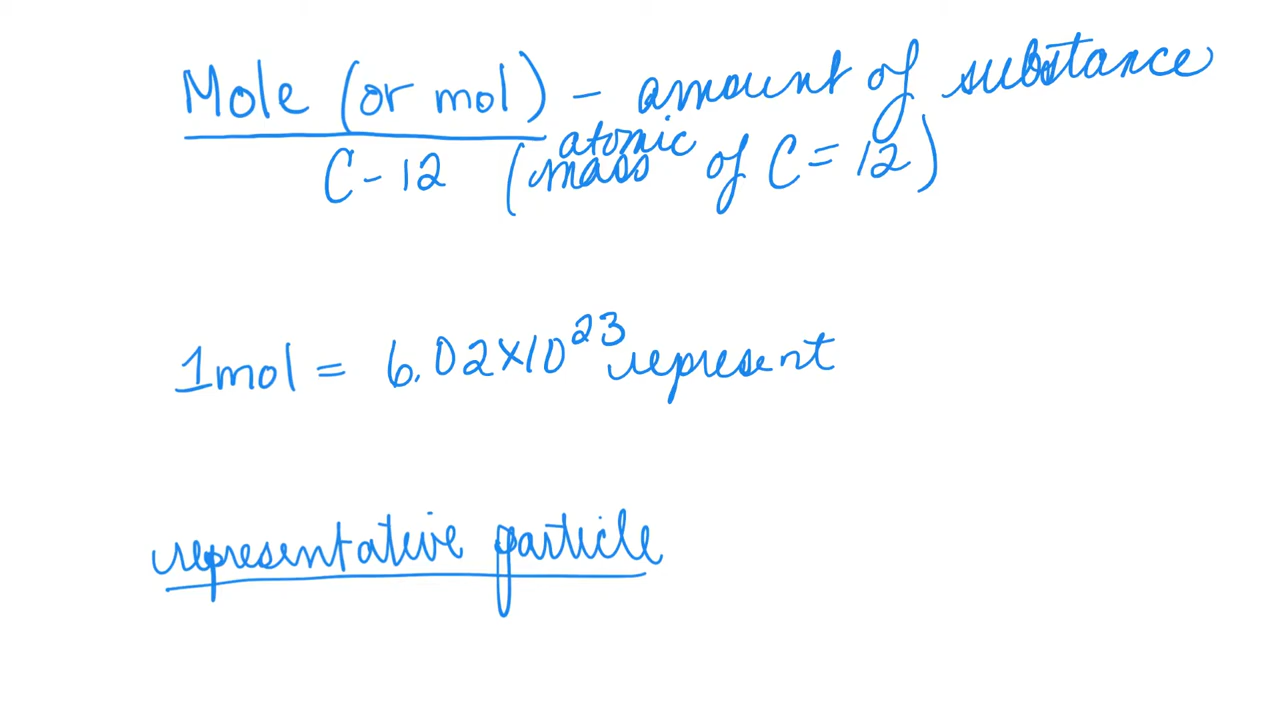 Mole (or mol) - amount of substance
C-12 (atomic mass of C = 12)
1mol = 6.02×10²³ represent
representative particle